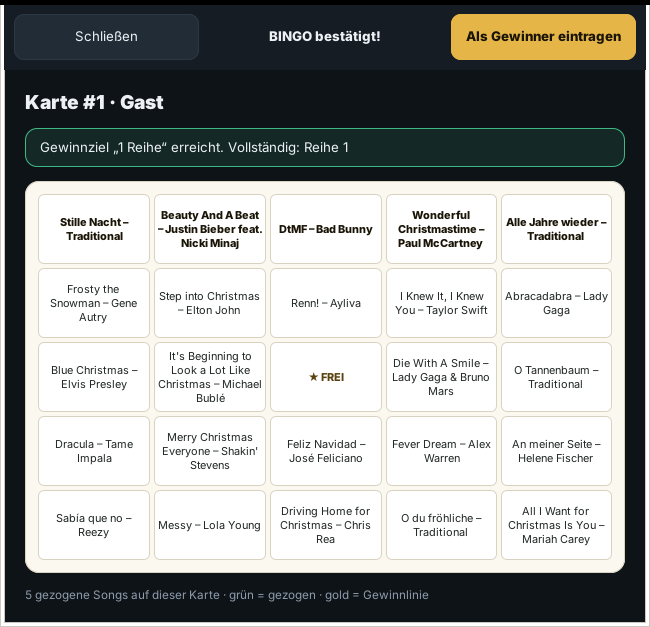 Schließen
BINGO bestätigt!
Als Gewinner eintragen
Karte #1 · Gast
Gewinnziel „1 Reihe“ erreicht. Vollständig: Reihe 1
Stille Nacht –
Traditional
Beauty And A Beat
– Justin Bieber feat.
Nicki Minaj
DtMF – Bad Bunny
Wonderful
Christmastime –
Paul McCartney
Alle Jahre wieder –
Traditional
Frosty the
Snowman – Gene
Autry
Step into Christmas
– Elton John
Renn! – Ayliva
I Knew It, I Knew
You – Taylor Swift
Abracadabra – Lady
Gaga
Blue Christmas –
Elvis Presley
It's Beginning to
Look a Lot Like
Christmas – Michael
Bublé
★ FREI
Die With A Smile –
Lady Gaga & Bruno
Mars
O Tannenbaum –
Traditional
Dracula – Tame
Impala
Merry Christmas
Everyone – Shakin'
Stevens
Feliz Navidad –
José Feliciano
Fever Dream – Alex
Warren
An meiner Seite –
Helene Fischer
Sabía que no –
Reezy
Messy – Lola Young
Driving Home for
Christmas – Chris
Rea
O du fröhliche –
Traditional
All I Want for
Christmas Is You –
Mariah Carey
5 gezogene Songs auf dieser Karte · grün = gezogen · gold = Gewinnlinie